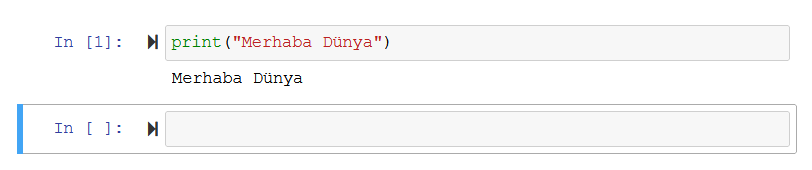 In [1]: print("Merhaba Dünya")
Merhaba Dünya
In [ ]: